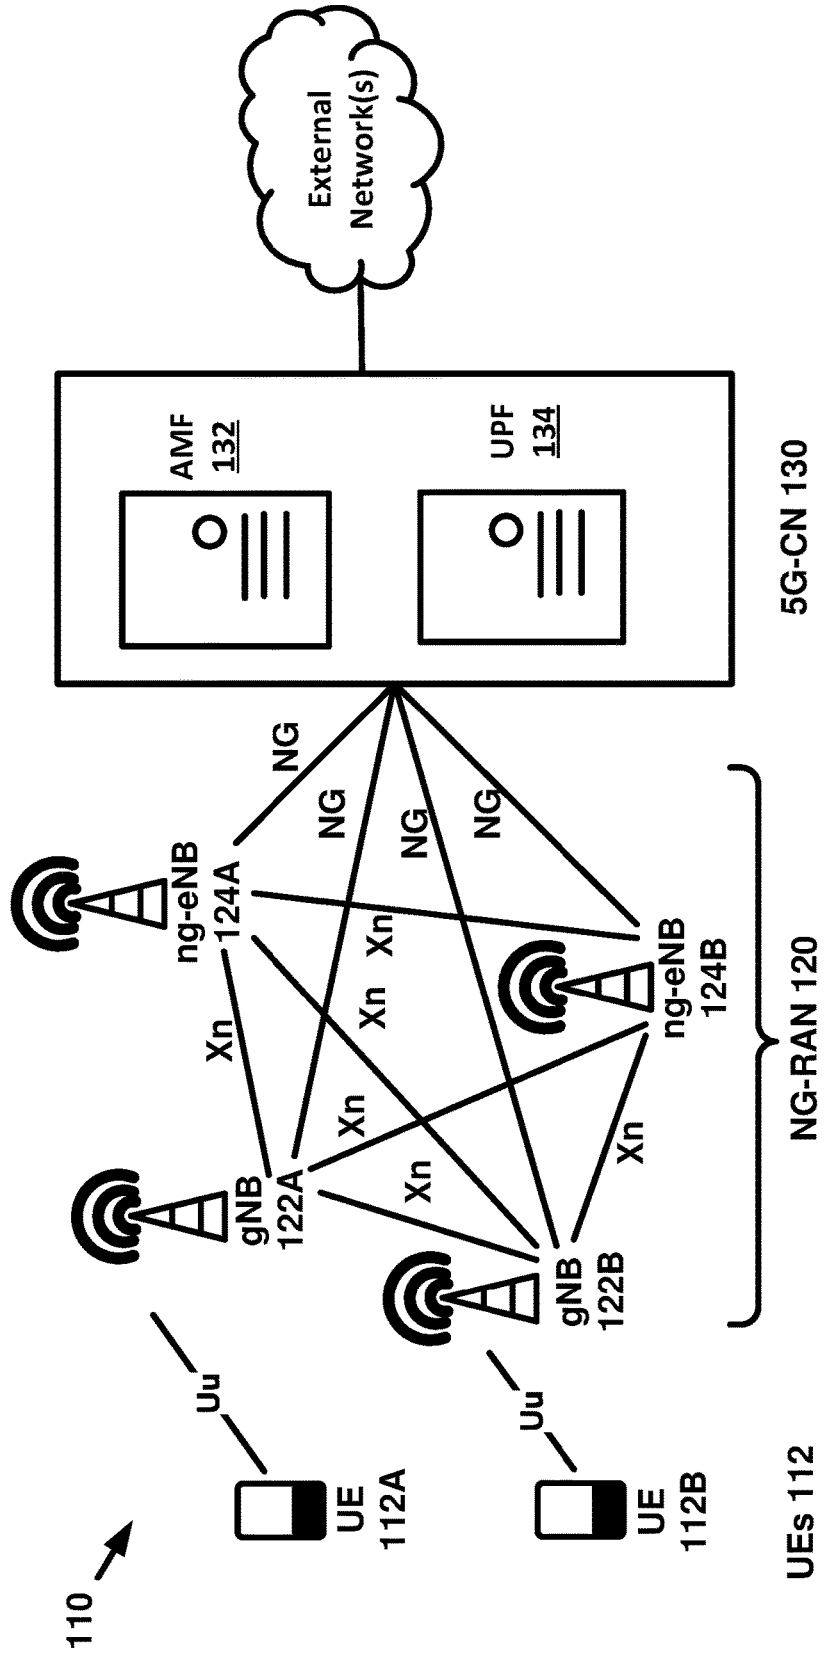 110
UE
112A
UE
112B
UEs 112
Uu
Uu
gNB
122A
gNB
122B
ng-eNB
124A
ng-eNB
124B
Xn
Xn
Xn
Xn
Xn
Xn
NG
NG
NG
NG
NG-RAN 120
AMF
132
UPF
134
5G-CN 130
External
Network(s)